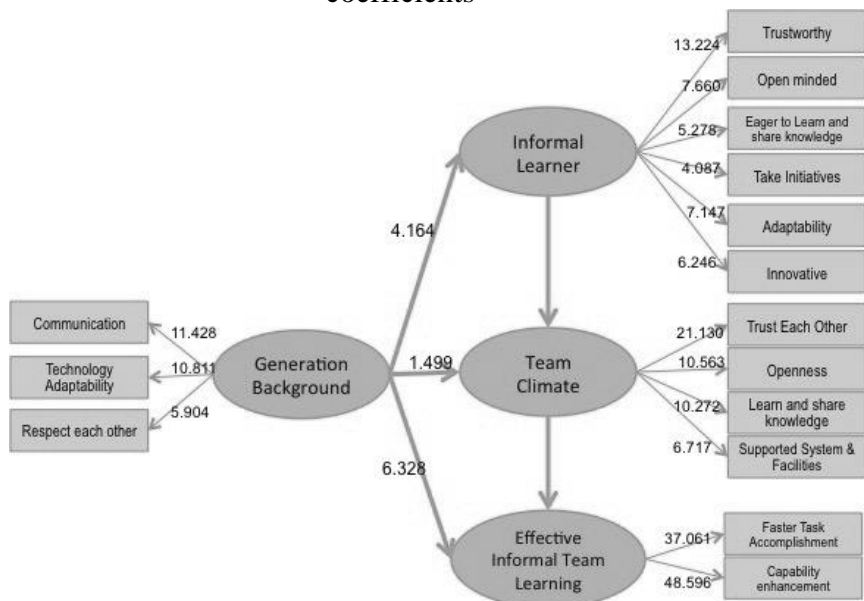 coefficients
Trustworthy
13.224
Open minded
7.660
Eager to Learn and
share knowledge
5.278
Informal
Learner
Take Initiatives
4.087
Adaptability
7.147
Innovative
6.246
4.164
Communication
11.428
Technology
Adaptability
10.811
Respect each other
5.904
Generation
Background
1.499
Team
Climate
Trust Each Other
21.130
Openness
10.563
Learn and share
knowledge
10.272
Supported System &
Facilities
6.717
6.328
Effective
Informal Team
Learning
Faster Task
Accomplishment
37.061
Capability
enhancement
48.596